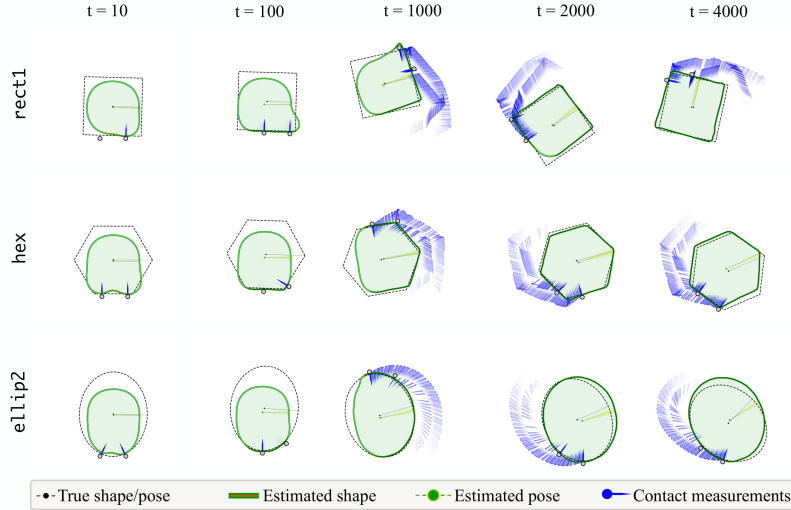 t = 10 t = 100 t = 1000 t = 2000 t = 4000
rect1
hex
ellip2
True shape/pose Estimated shape Estimated pose Contact measurements